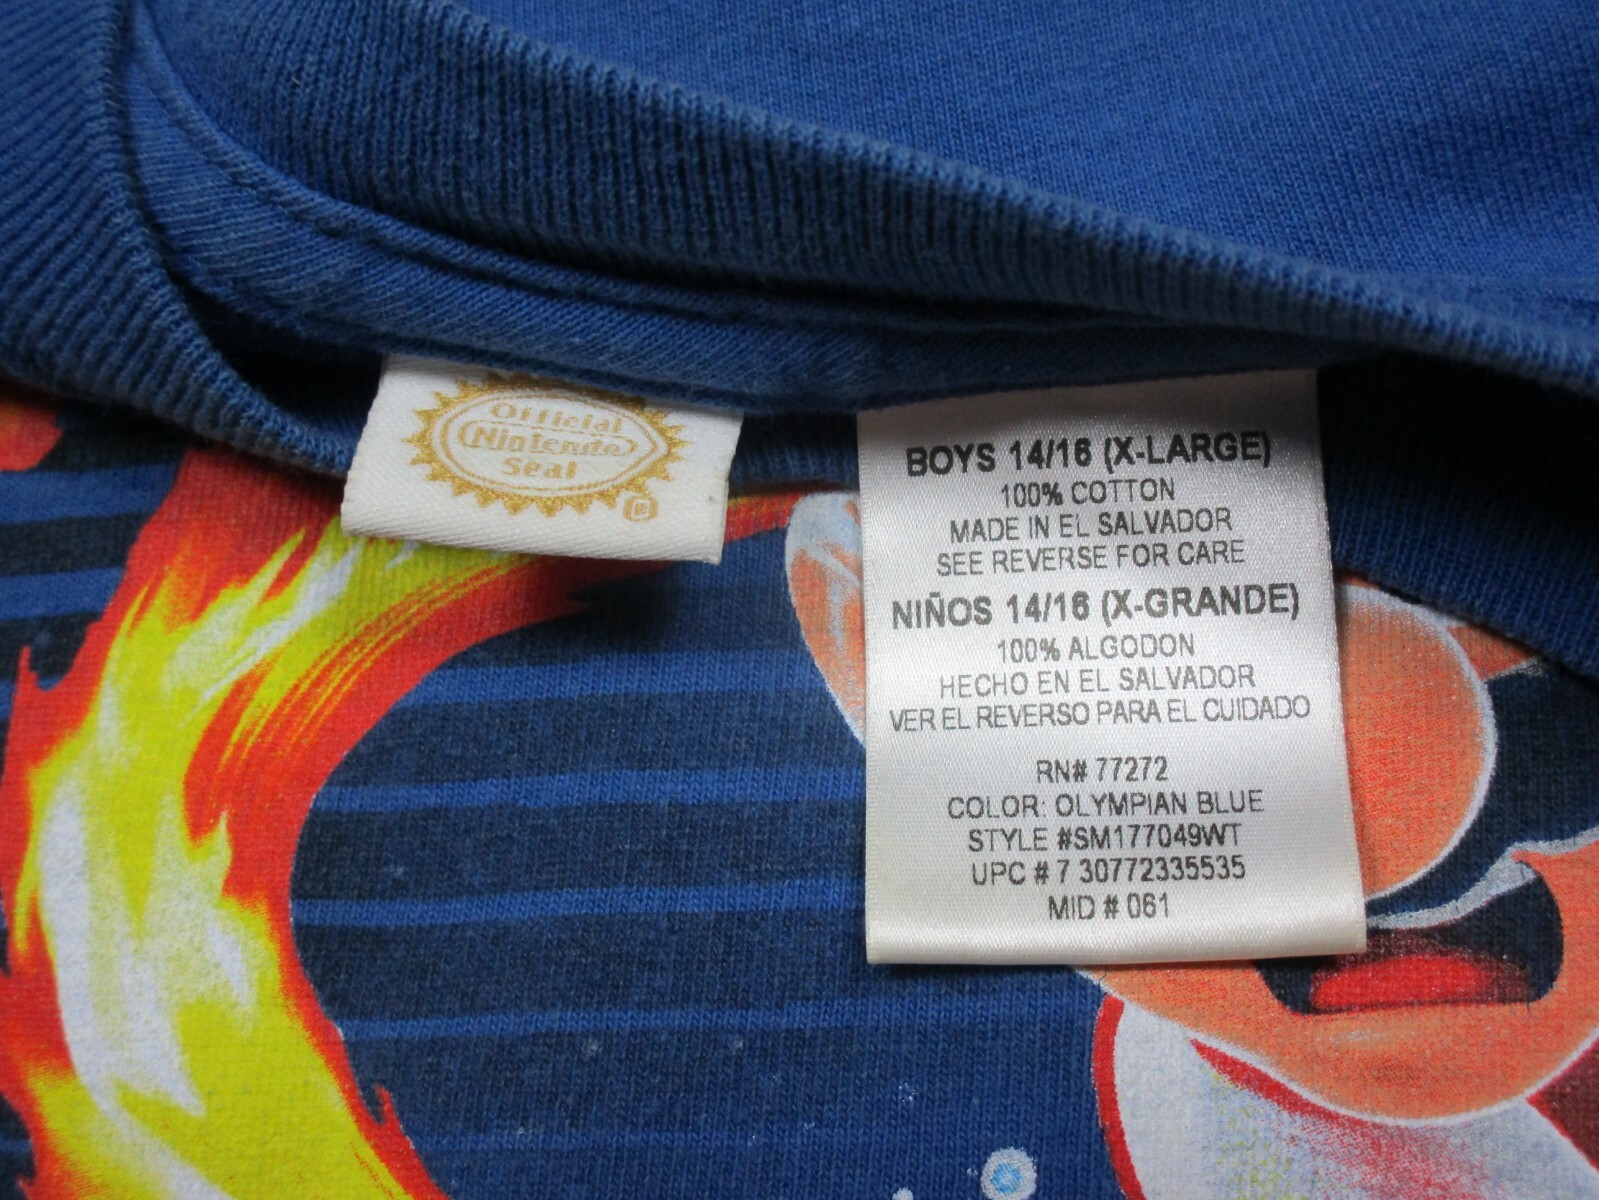 Official
Nintendo
Seal
®
BOYS 14/16 (X-LARGE)
100% COTTON
MADE IN EL SALVADOR
SEE REVERSE FOR CARE
NIÑOS 14/16 (X-GRANDE)
100% ALGODON
HECHO EN EL SALVADOR
VER EL REVERSO PARA EL CUIDADO
RN# 77272
COLOR: OLYMPIAN BLUE
STYLE #SM177049WT
UPC # 7 30772335535
MID # 061